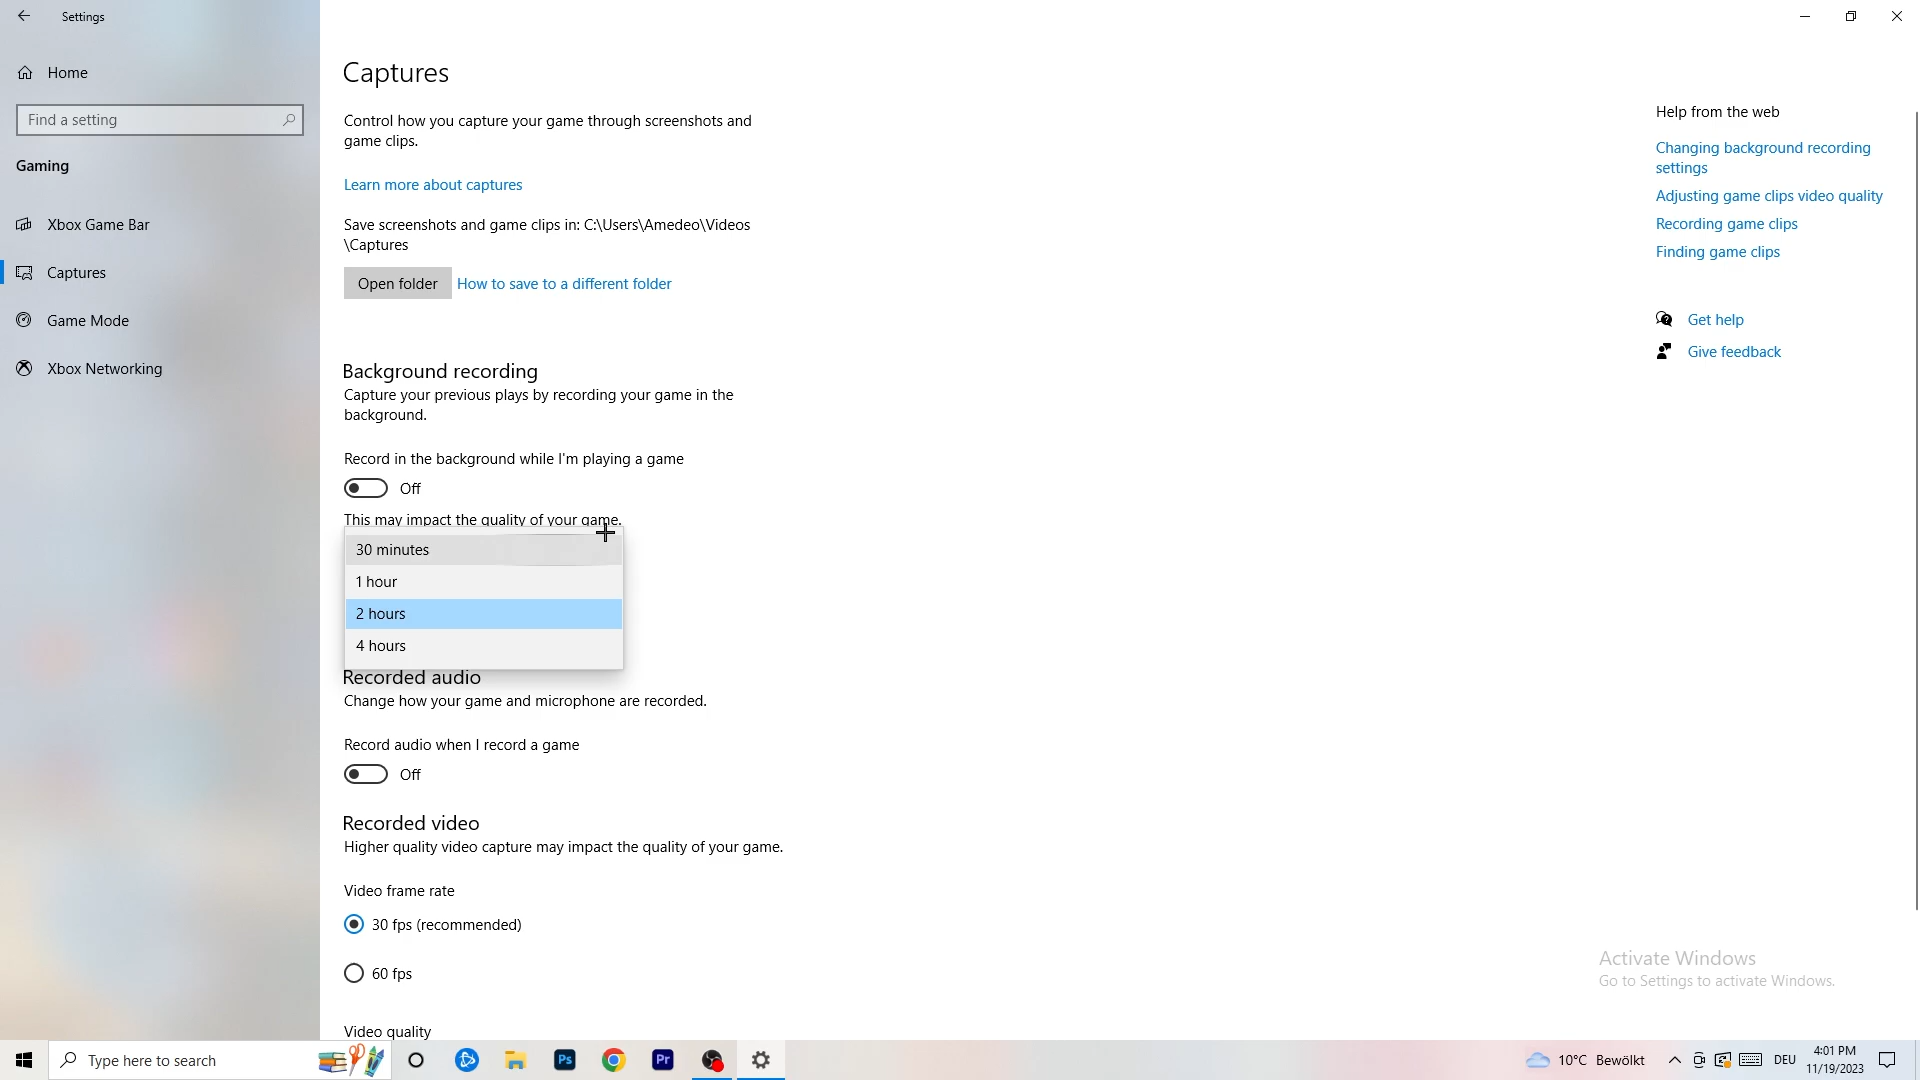 Settings
Home
Find a setting
Gaming
Xbox Game Bar
Captures
Game Mode
Xbox Networking
Captures
Control how you capture your game through screenshots and
game clips.
Learn more about captures
Save screenshots and game clips in: C:\Users\Amedeo\Videos
\Captures
Open folder
How to save to a different folder
Background recording
Capture your previous plays by recording your game in the
background.
Record in the background while I'm playing a game
Off
This may impact the quality of your game.
30 minutes
1 hour
2 hours
4 hours
Recorded audio
Change how your game and microphone are recorded.
Record audio when I record a game
Off
Recorded video
Higher quality video capture may impact the quality of your game.
Video frame rate
30 fps (recommended)
60 fps
Video quality
Help from the web
Changing background recording
settings
Adjusting game clips video quality
Recording game clips
Finding game clips
Get help
Give feedback
Activate Windows
Go to Settings to activate Windows.
Type here to search
Ps
Pr
10°C Bewölkt
DEU
4:01 PM
11/19/2023